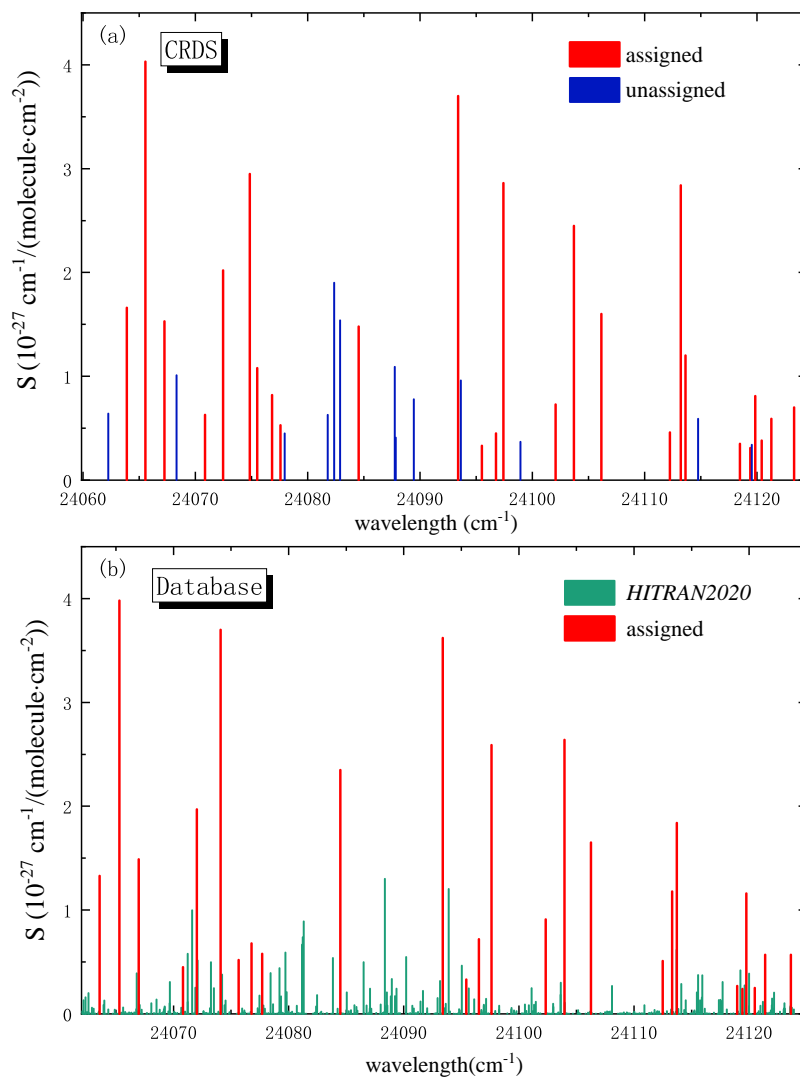 (a)
CRDS
assigned
unassigned
S (10⁻²⁷ cm⁻¹/(molecule·cm⁻²))
4
3
2
1
0
24060 24070 24080 24090 24100 24110 24120
wavelength (cm⁻¹)
(b)
Database
HITRAN2020
assigned
S (10⁻²⁷ cm⁻¹/(molecule·cm⁻²))
4
3
2
1
0
24070 24080 24090 24100 24110 24120
wavelength(cm⁻¹)